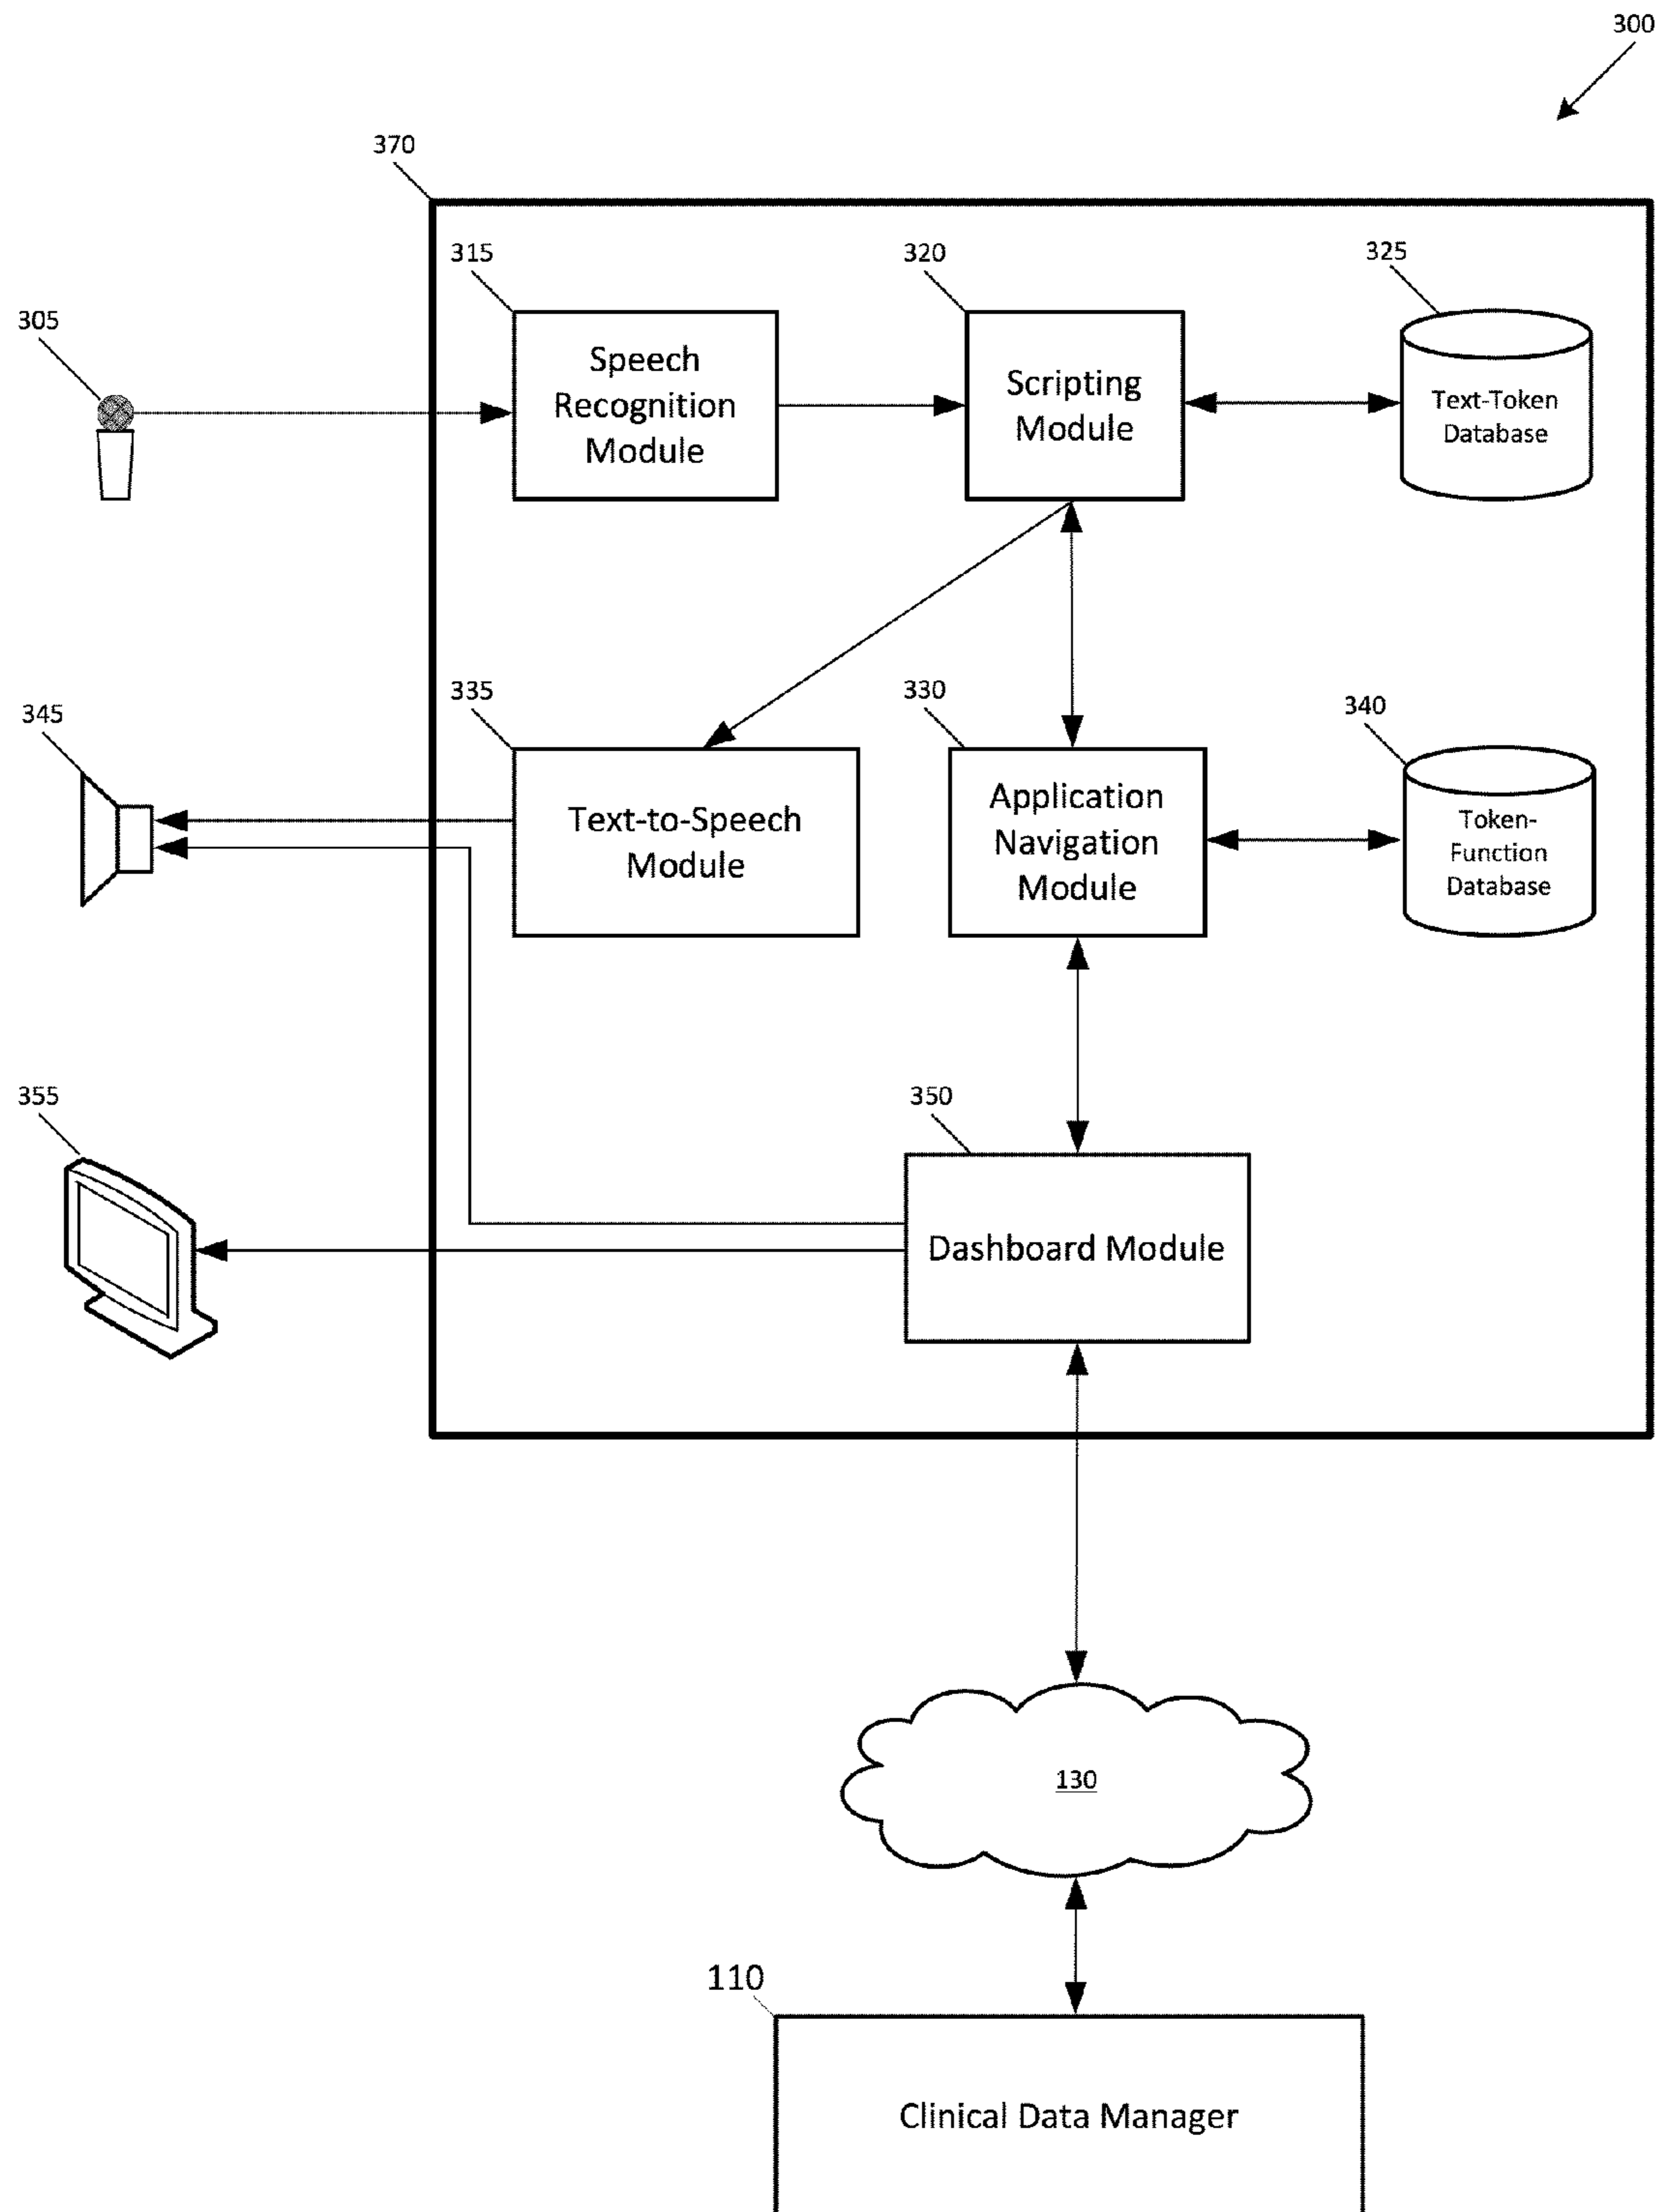 300
370
315
320
325
305
Speech
Recognition
Module
Scripting
Module
Text-Token
Database
335
330
340
345
Text-to-Speech
Module
Application
Navigation
Module
Token-
Function
Database
355
350
Dashboard Module
130
110
Clinical Data Manager